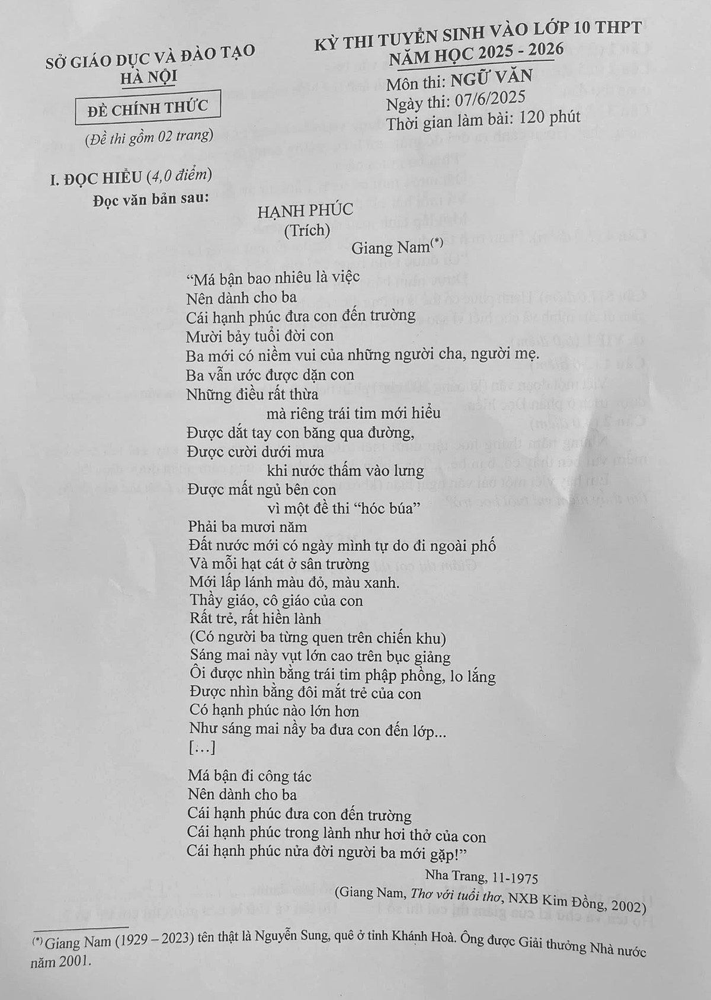 SỞ GIÁO DỤC VÀ ĐÀO TẠO
HÀ NỘI
ĐỀ CHÍNH THỨC
(Đề thi gồm 02 trang)
KỲ THI TUYỂN SINH VÀO LỚP 10 THPT
NĂM HỌC 2025 - 2026
Môn thi: NGỮ VĂN
Ngày thi: 07/6/2025
Thời gian làm bài: 120 phút
I. ĐỌC HIỂU (4,0 điểm)
Đọc văn bản sau:
HẠNH PHÚC
(Trích)
Giang Nam(*)
“Má bận bao nhiêu là việc
Nên dành cho ba
Cái hạnh phúc đưa con đến trường
Mười bảy tuổi đời con
Ba mới có niềm vui của những người cha, người mẹ.
Ba vẫn ước được dặn con
Những điều rất thừa
mà riêng trái tim mới hiểu
Được dắt tay con băng qua đường,
Được cười dưới mưa
khi nước thấm vào lưng
Được mất ngủ bên con
vì một đề thi “hóc búa”
Phải ba mươi năm
Đất nước mới có ngày mình tự do đi ngoài phố
Và mỗi hạt cát ở sân trường
Mới lấp lánh màu đỏ, màu xanh.
Thầy giáo, cô giáo của con
Rất trẻ, rất hiền lành
(Có người ba từng quen trên chiến khu)
Sáng mai này vụt lớn cao trên bục giảng
Ôi được nhìn bằng trái tim phập phồng, lo lắng
Được nhìn bằng đôi mắt trẻ của con
Có hạnh phúc nào lớn hơn
Như sáng mai nầy ba đưa con đến lớp...
[…]
Má bận đi công tác
Nên dành cho ba
Cái hạnh phúc đưa con đến trường
Cái hạnh phúc trong lành như hơi thở của con
Cái hạnh phúc nửa đời người ba mới gặp!”
Nha Trang, 11-1975
(Giang Nam, Thơ với tuổi thơ, NXB Kim Đồng, 2002)
(*) Giang Nam (1929 – 2023) tên thật là Nguyễn Sung, quê ở tỉnh Khánh Hoà. Ông được Giải thưởng Nhà nước
năm 2001.